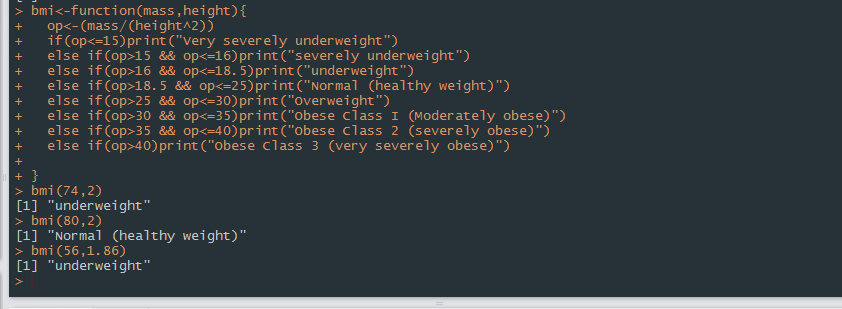 > bmi<-function(mass,height){
+   op<-(mass/(height^2))
+   if(op<=15)print("Very severely underweight")
+   else if(op>15 && op<=16)print("severely underweight")
+   else if(op>16 && op<=18.5)print("underweight")
+   else if(op>18.5 && op<=25)print("Normal (healthy weight)")
+   else if(op>25 && op<=30)print("Overweight")
+   else if(op>30 && op<=35)print("Obese Class I (Moderately obese)")
+   else if(op>35 && op<=40)print("Obese Class 2 (severely obese)")
+   else if(op>40)print("Obese Class 3 (very severely obese)")
+
+ }
> bmi(74,2)
[1] "underweight"
> bmi(80,2)
[1] "Normal (healthy weight)"
> bmi(56,1.86)
[1] "underweight"
>